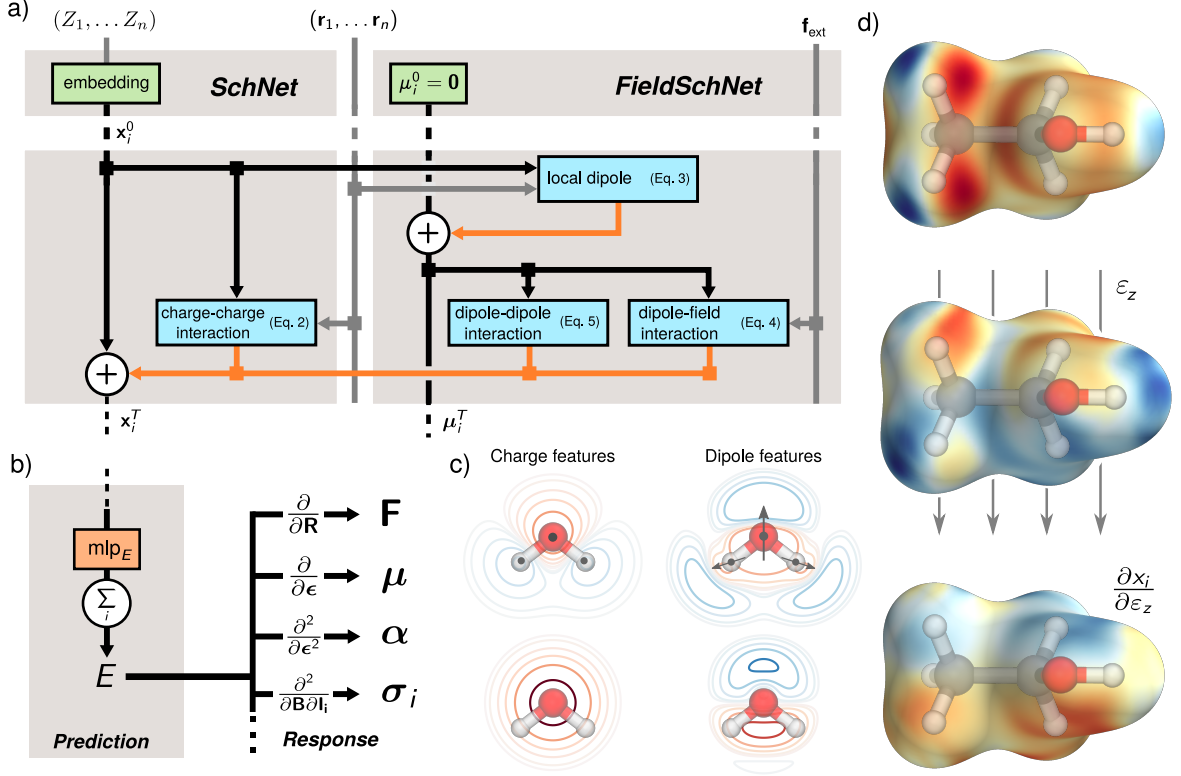 a)
(Z₁, … Zₙ)
(r₁, … rₙ)
f_ext
embedding
SchNet
μᵢ⁰ = 0
FieldSchNet
xᵢ⁰
local dipole (Eq. 3)
+
charge-charge
interaction (Eq. 2)
dipole-dipole
interaction (Eq. 5)
dipole-field
interaction (Eq. 4)
+
xᵢᵀ
μᵢᵀ
b)
mlp_E
∑ᵢ
E
Prediction
∂/∂R F
∂/∂ϵ μ
∂²/∂ϵ² α
∂²/∂B∂Iᵢ σᵢ
Response
c)
Charge features
Dipole features
d)
ε_z
∂xᵢ/∂ε_z